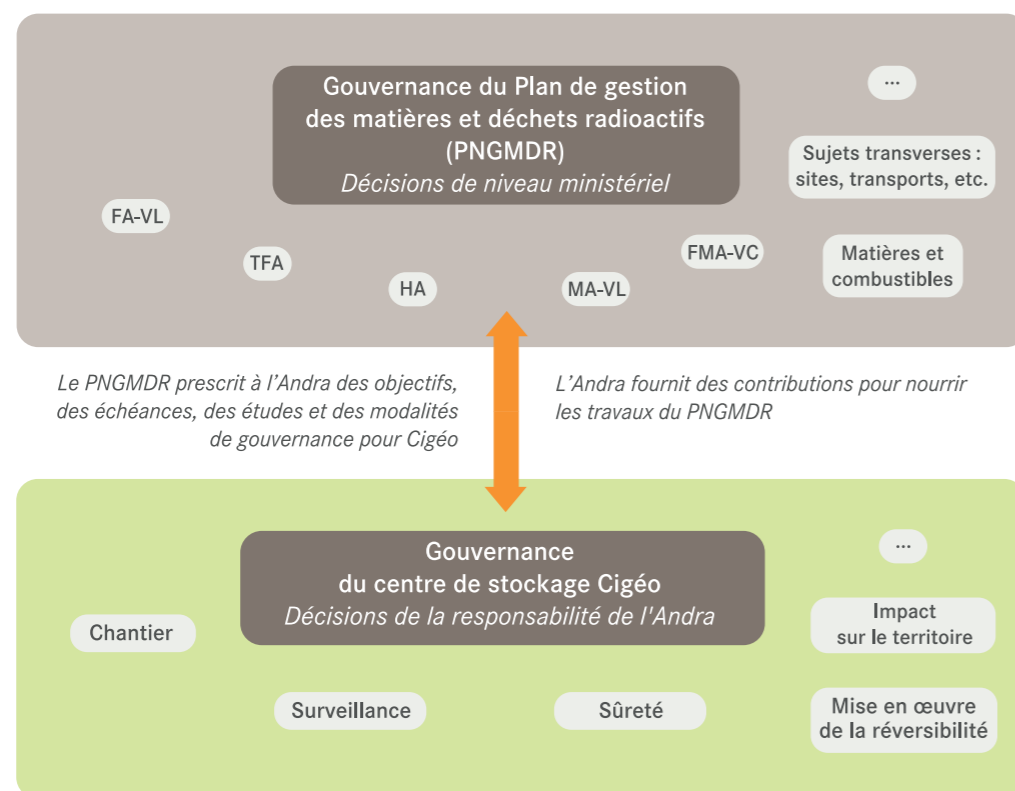 Gouvernance du Plan de gestion
des matières et déchets radioactifs
(PNGMDR)
Décisions de niveau ministériel
...
Sujets transverses :
sites, transports, etc.
FA-VL
TFA
HA
MA-VL
FMA-VC
Matières et
combustibles
Le PNGMDR prescrit à l’Andra des objectifs,
des échéances, des études et des modalités
de gouvernance pour Cigéo
L’Andra fournit des contributions pour nourrir
les travaux du PNGMDR
Gouvernance
du centre de stockage Cigéo
Décisions de la responsabilité de l'Andra
...
Chantier
Impact
sur le territoire
Surveillance
Sûreté
Mise en œuvre
de la réversibilité